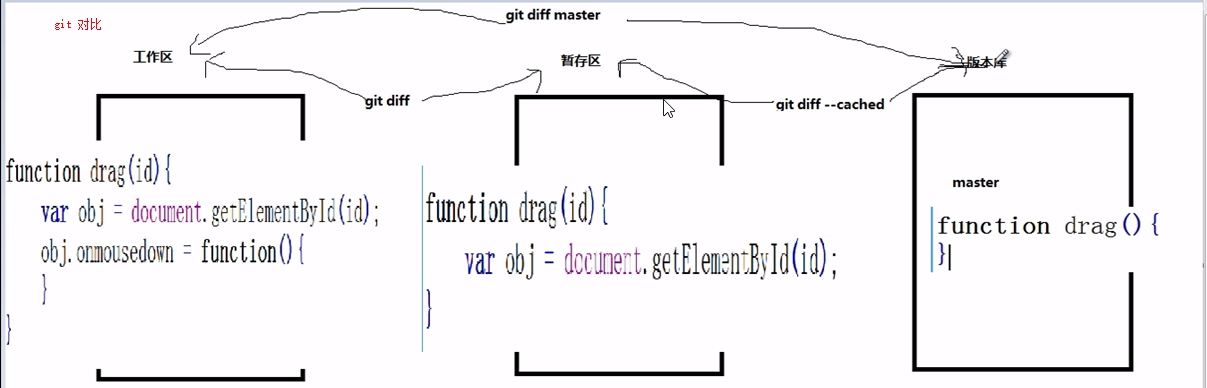 git 对比
git diff master
工作区
暂存区
版本库
git diff
git diff --cached
function drag(id){
var obj = document.getElementById(id);
obj.onmousedown = function(){
}
}
function drag(id){
var obj = document.getElementById(id);
}
master
function drag(){
}